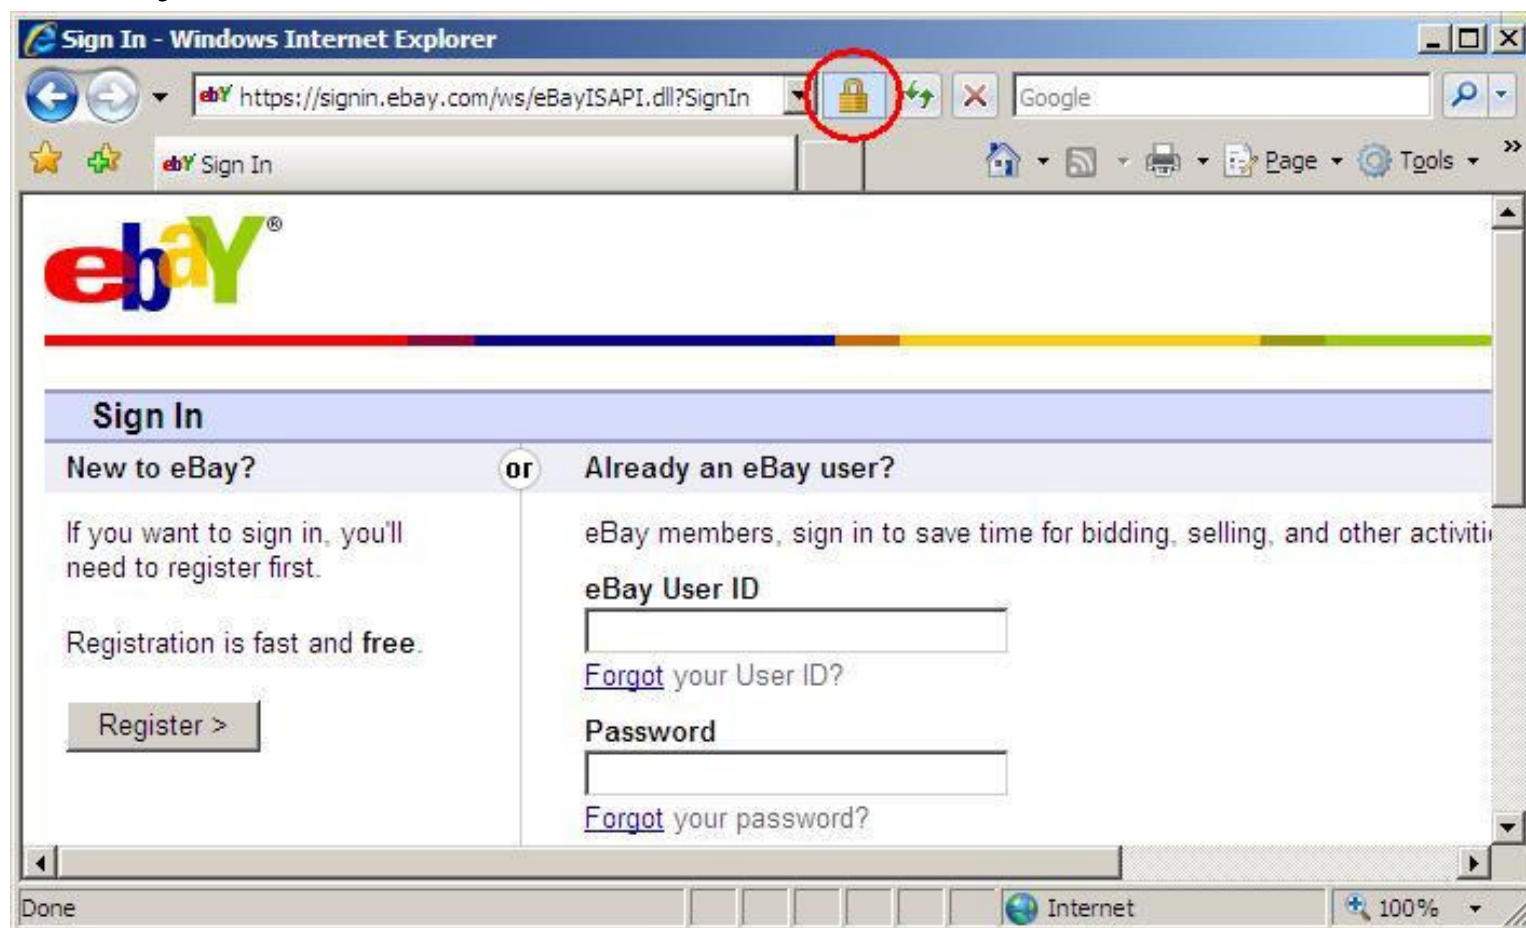 Sign In - Windows Internet Explorer
ebY https://signin.ebay.com/ws/eBayISAPI.dll?SignIn Google
ebY Sign In Page Tools »
ebaY®
Sign In
New to eBay? or Already an eBay user?
If you want to sign in, you'll
need to register first.
Registration is fast and free.
Register >
eBay members, sign in to save time for bidding, selling, and other
eBay User ID
Forgot your User ID?
Password
Forgot your password?
Done Internet 100%